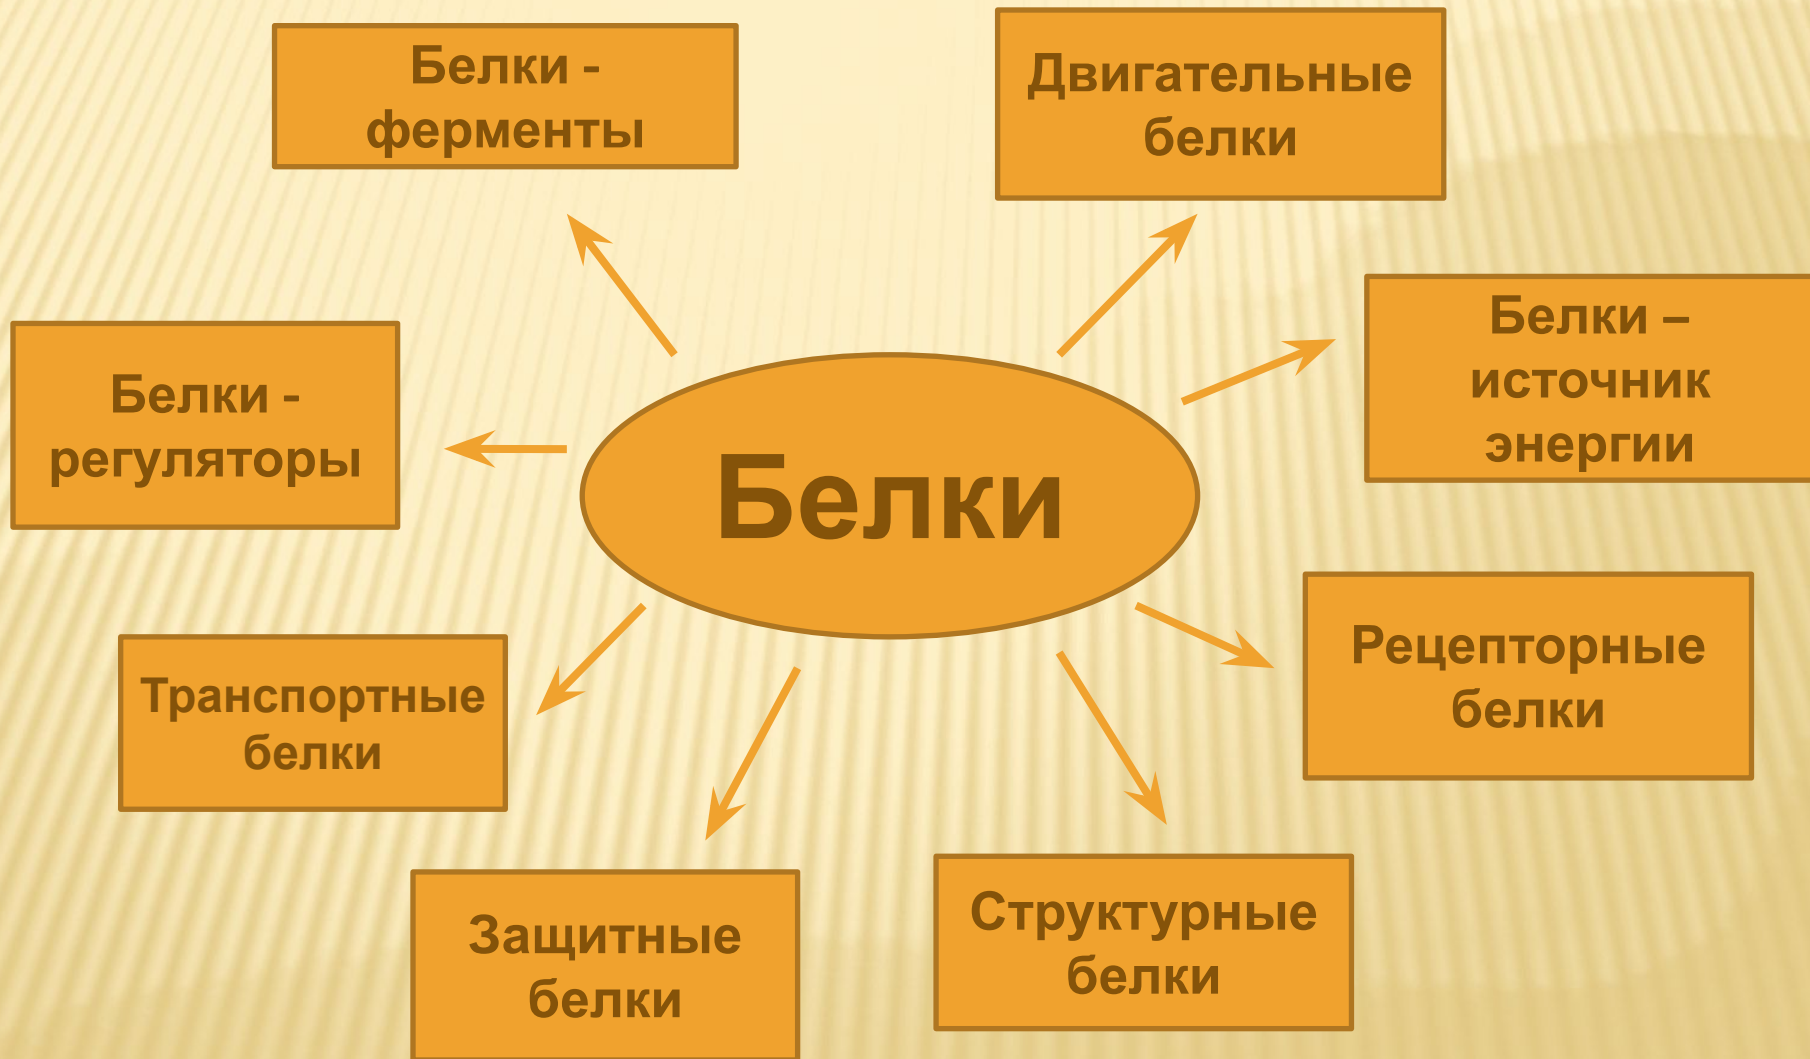 Белки -
ферменты
Двигательные
белки
Белки –
источник
энергии
Белки -
регуляторы
Белки
Рецепторные
белки
Транспортные
белки
Защитные
белки
Структурные
белки